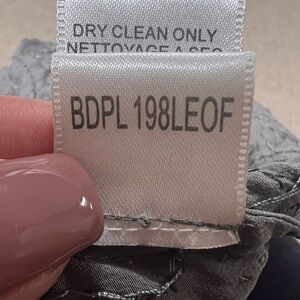 DRY CLEAN ONLY
NETTOYAGE A SEC
BDPL 198LEOF